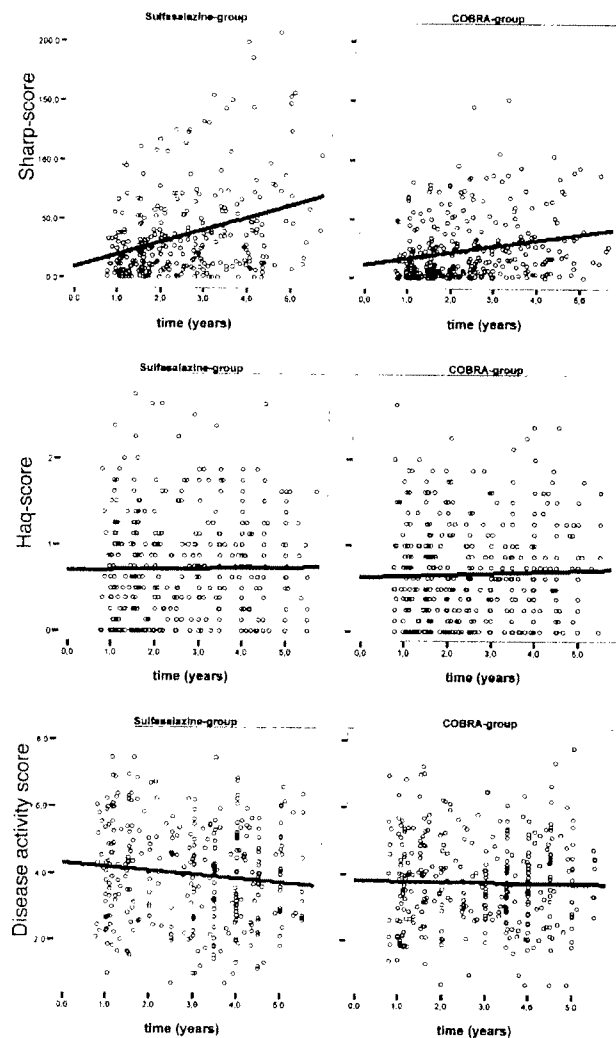 Sulfasalazine-group COBRA-group
Sharp-score
200.0
150.0
100.0
50.0
0.0
0.0 1.0 2.0 3.0 4.0 5.0 0.0 1.0 2.0 3.0 4.0 5.0
time (years) time (years)
Sulfasalazine-group COBRA-group
Haq-score
2
1
0
0.0 1.0 2.0 3.0 4.0 5.0 0.0 1.0 2.0 3.0 4.0 5.0
time (years) time (years)
Sulfasalazine-group COBRA-group
Disease activity score
8.0
6.0
4.0
2.0
0.0 1.0 2.0 3.0 4.0 5.0 0.0 1.0 2.0 3.0 4.0 5.0
time (years) time (years)